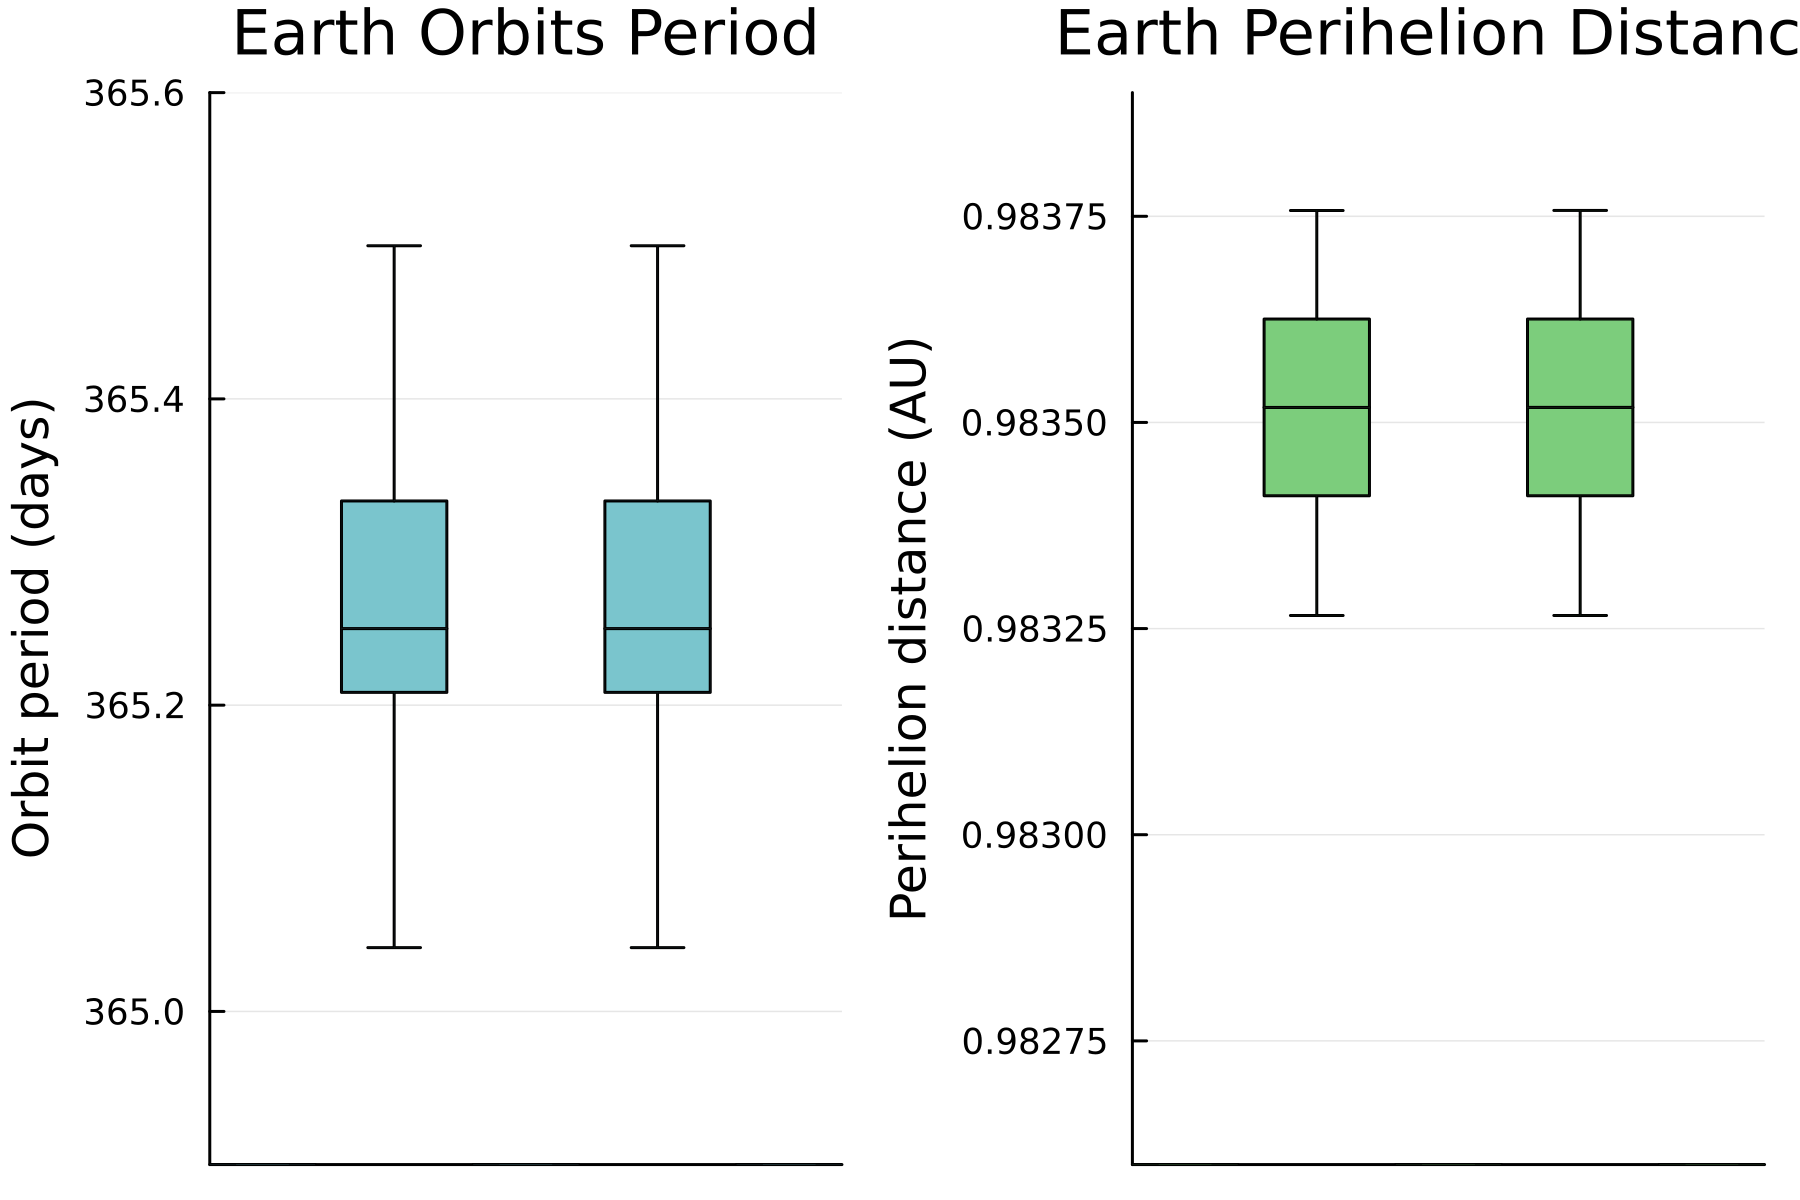 Earth Orbits Period
365.6
365.4
365.2
365.0
Orbit period (days)
Earth Perihelion Distanc
0.98375
0.98350
0.98325
0.98300
0.98275
Perihelion distance (AU)